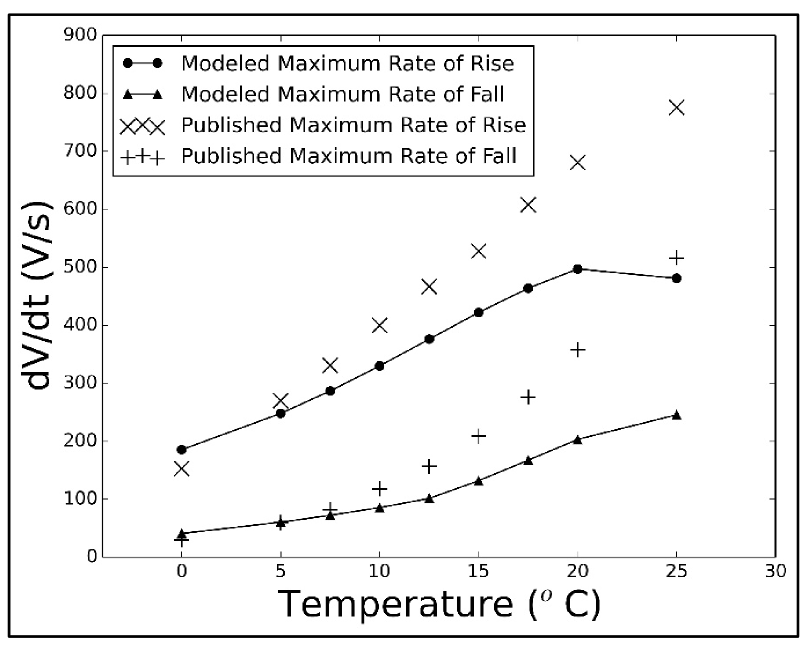 900
800
700
600
500
400
300
200
100
0
dV/dt (V/s)
Modeled Maximum Rate of Rise
Modeled Maximum Rate of Fall
Published Maximum Rate of Rise
Published Maximum Rate of Fall
0 5 10 15 20 25 30
Temperature (° C)